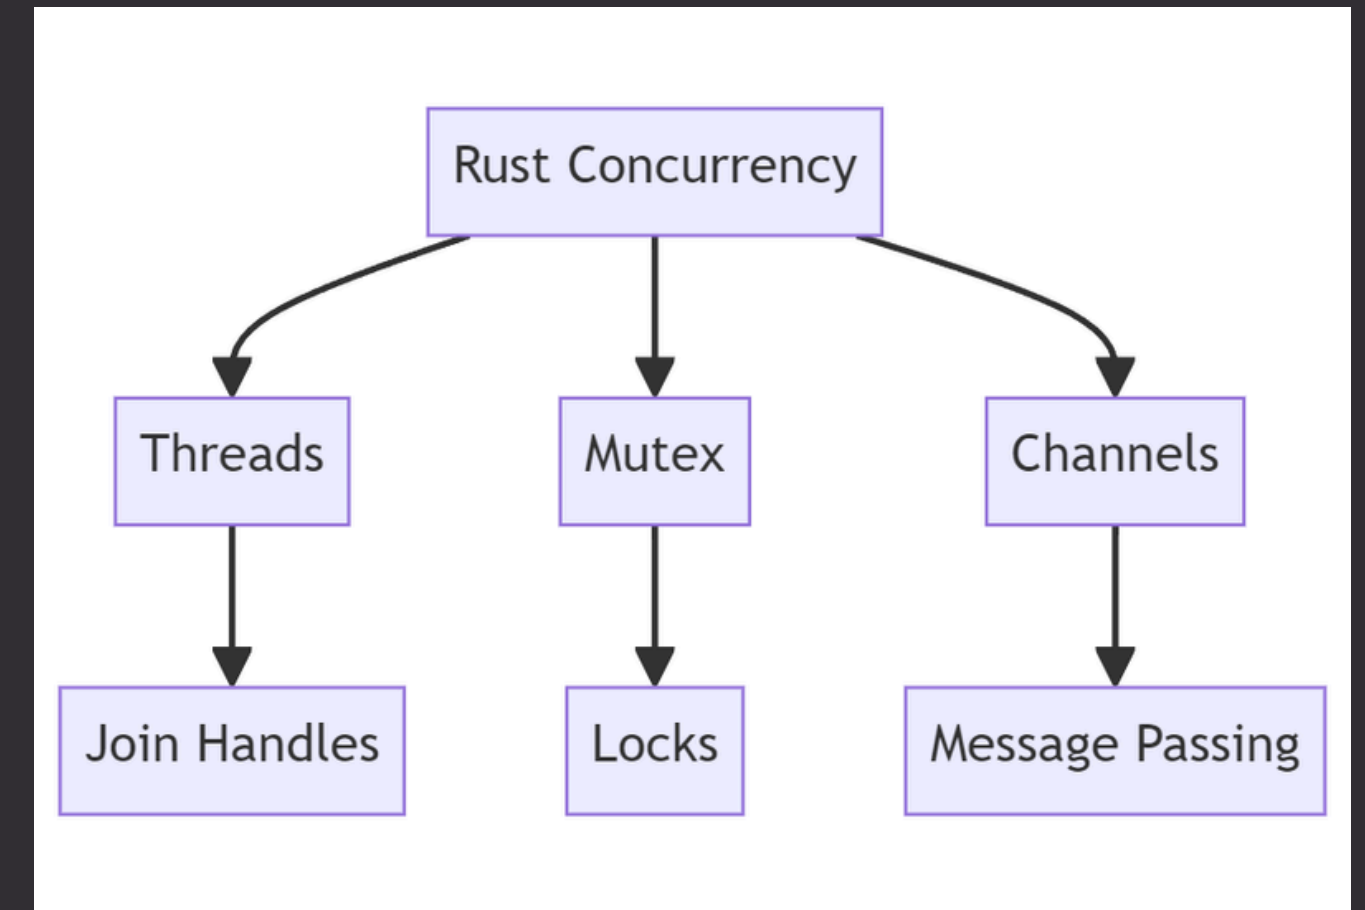 Rust Concurrency
Threads
Mutex
Channels
Join Handles
Locks
Message Passing